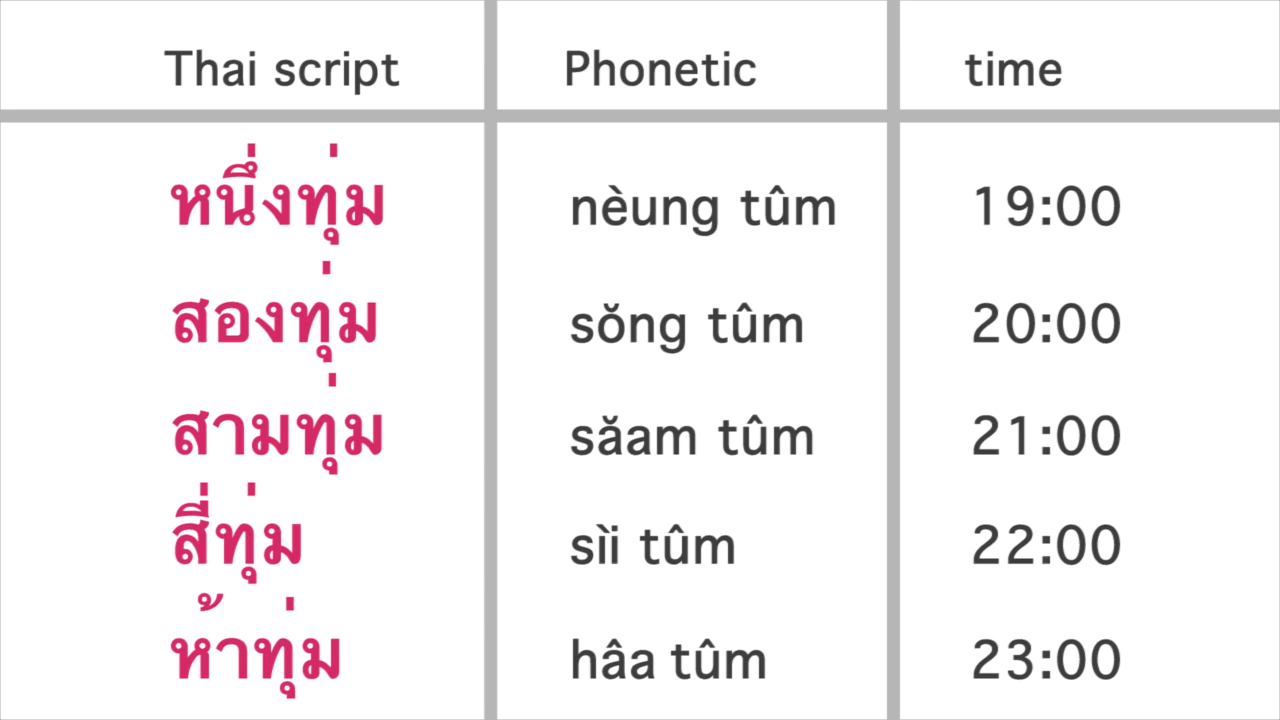 Thai script Phonetic time
หนึ่งทุ่ม nèung tûm 19:00
สองทุ่ม sŏng tûm 20:00
สามทุ่ม săam tûm 21:00
สี่ทุ่ม sìi tûm 22:00
ห้าทุ่ม hâa tûm 23:00